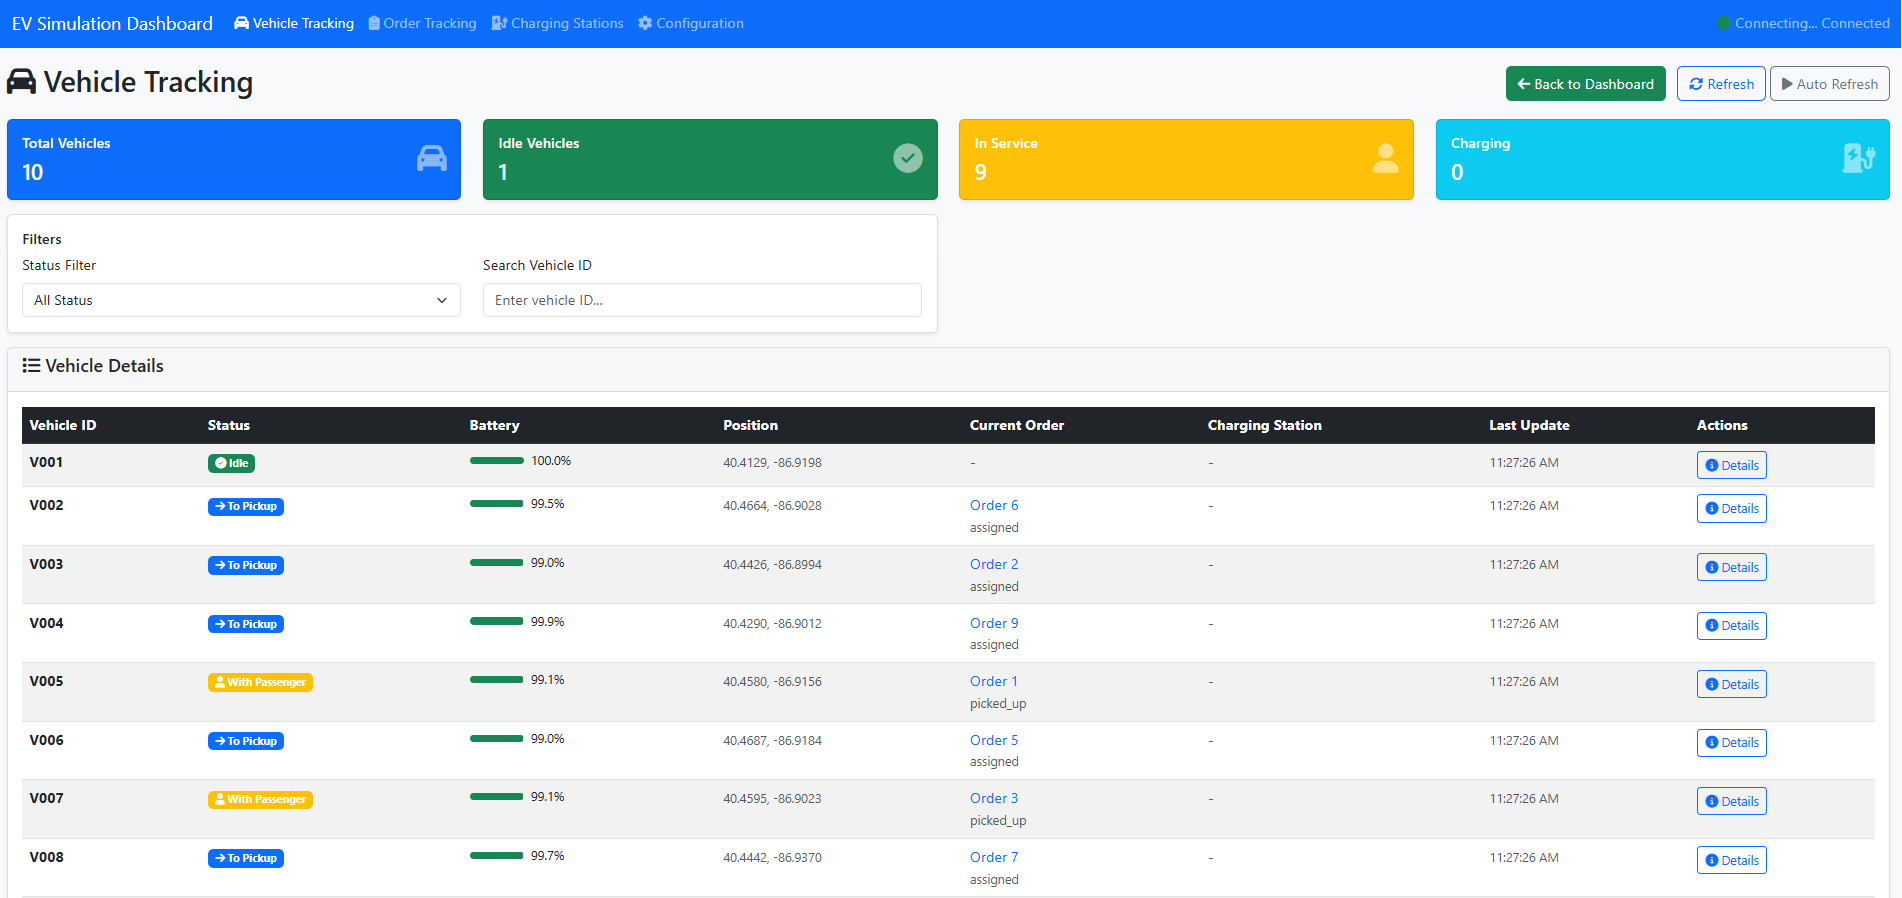 EV Simulation Dashboard Vehicle Tracking Order Tracking Charging Stations Configuration Connecting... Connected
Vehicle Tracking Back to Dashboard Refresh Auto Refresh
Total Vehicles
10
Idle Vehicles
1
In Service
9
Charging
0
Filters
Status Filter Search Vehicle ID
All Status Enter vehicle ID...
Vehicle Details
Vehicle ID Status Battery Position Current Order Charging Station Last Update Actions
V001 Idle 100.0% 40.4129, -86.9198 - - 11:27:26 AM Details
V002 To Pickup 99.5% 40.4664, -86.9028 Order 6 - 11:27:26 AM Details
assigned
V003 To Pickup 99.0% 40.4426, -86.8994 Order 2 - 11:27:26 AM Details
assigned
V004 To Pickup 99.9% 40.4290, -86.9012 Order 9 - 11:27:26 AM Details
assigned
V005 With Passenger 99.1% 40.4580, -86.9156 Order 1 - 11:27:26 AM Details
picked_up
V006 To Pickup 99.0% 40.4687, -86.9184 Order 5 - 11:27:26 AM Details
assigned
V007 With Passenger 99.1% 40.4595, -86.9023 Order 3 - 11:27:26 AM Details
picked_up
V008 To Pickup 99.7% 40.4442, -86.9370 Order 7 - 11:27:26 AM Details
assigned